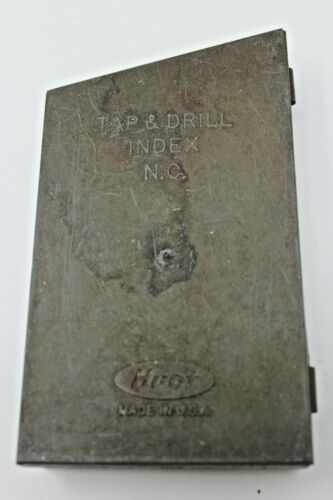 TAP & DRILL
INDEX
N.C.
Huot
MADE IN U.S.A.